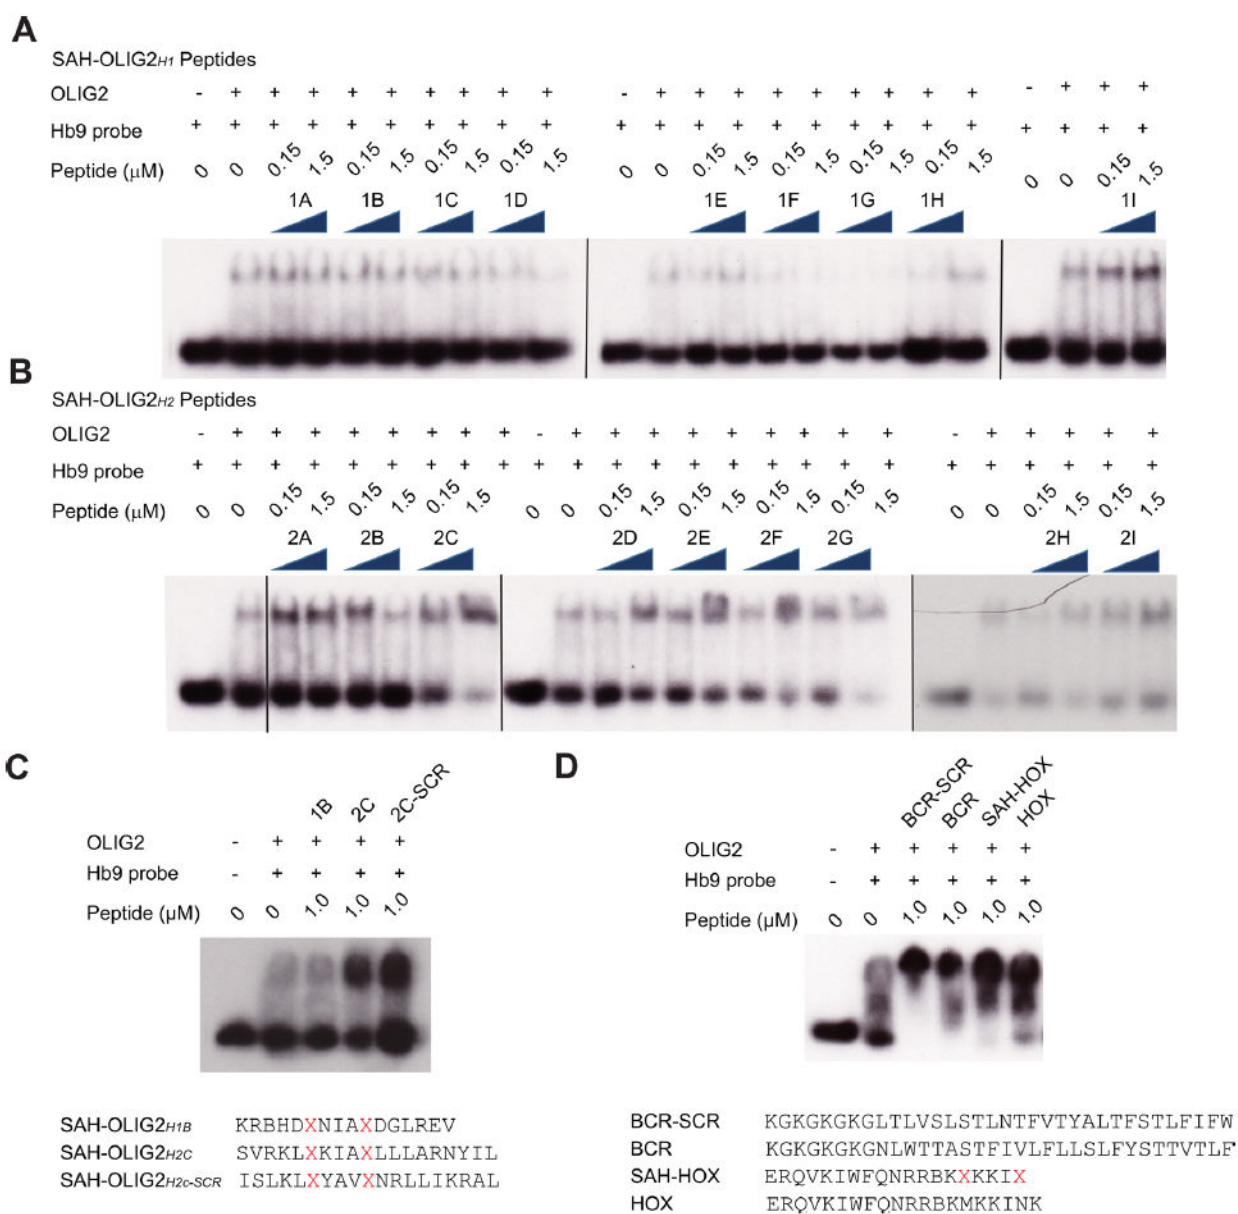 A
SAH-OLIG2H1 Peptides
OLIG2 - + + + + + + + + + - + + + + + + + + + - + + +
Hb9 probe + + + + + + + + + + + + + + + + + + + + + + + +
Peptide (μM) 0 0 0.15 1.5 0.15 1.5 0.15 1.5 0.15 1.5 0 0 0.15 1.5 0.15 1.5 0.15 1.5 0.15 1.5 0 0 0.15 1.5
1A 1B 1C 1D 1E 1F 1G 1H 1I
B
SAH-OLIG2H2 Peptides
OLIG2 - + + + + + + + + - + + + + + + + + + - + + + + +
Hb9 probe + + + + + + + + + + + + + + + + + + + + + + + + +
Peptide (μM) 0 0 0.15 1.5 0.15 1.5 0.15 1.5 0 0 0.15 1.5 0.15 1.5 0.15 1.5 0.15 1.5 0 0 0.15 1.5 0.15 1.5
2A 2B 2C 2D 2E 2F 2G 2H 2I
C
1B 2C 2C-SCR
OLIG2 - + + + +
Hb9 probe - + + + +
Peptide (μM) 0 0 1.0 1.0 1.0
SAH-OLIG2H1B KRBHDXNIAXDGLREV
SAH-OLIG2H2C SVRKLXKIAXLLLARNYIL
SAH-OLIG2H2c-SCR ISLKLXYAVXNRLLIKRAL
D
BCR-SCR BCR SAH-HOX HOX
OLIG2 - + + + + +
Hb9 probe - + + + + +
Peptide (μM) 0 0 1.0 1.0 1.0 1.0
BCR-SCR KGKGKGKGLTLVSLSTLNTFVTYALTFSTLFIFW
BCR KGKGKGKGNLWTTASTFIVLFLLSLFYSTTVTLF
SAH-HOX ERQVKIWFQNRRBKXKKIX
HOX ERQVKIWFQNRRBKMKKINK